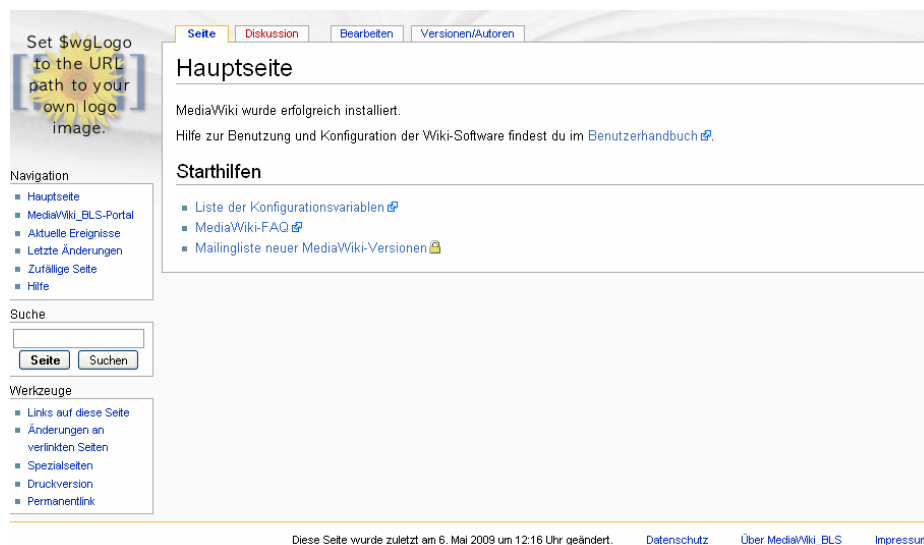 Set $wgLogo
to the URL
path to your
own logo
image.
Seite Diskussion Bearbeiten Versionen/Autoren
Hauptseite
MediaWiki wurde erfolgreich installiert.
Hilfe zur Benutzung und Konfiguration der Wiki-Software findest du im Benutzerhandbuch.
Starthilfen
Liste der Konfigurationsvariablen
MediaWiki-FAQ
Mailingliste neuer MediaWiki-Versionen
Navigation
Hauptseite
MediaWiki_BLS-Portal
Aktuelle Ereignisse
Letzte Änderungen
Zufällige Seite
Hilfe
Suche
Seite Suchen
Werkzeuge
Links auf diese Seite
Änderungen an
verlinkten Seiten
Spezialseiten
Druckversion
Permanentlink
Diese Seite wurde zuletzt am 6. Mai 2009 um 12:16 Uhr geändert. Datenschutz Über MediaWiki_BLS Impressu